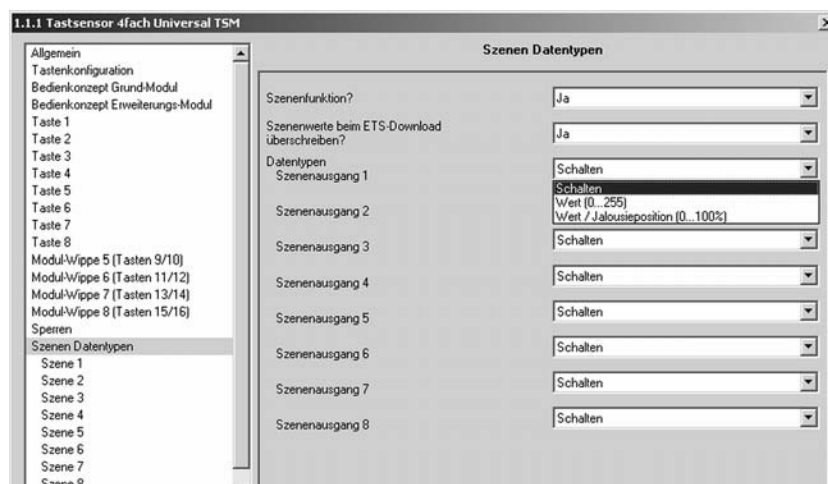 1.1.1 Tastsensor 4fach Universal TSM
Allgemein
Tastenkonfiguration
Bedienkonzept Grund-Modul
Bedienkonzept Erweiterungs-Modul
Taste 1
Taste 2
Taste 3
Taste 4
Taste 5
Taste 6
Taste 7
Taste 8
Modul-Wippe 5 (Tasten 9/10)
Modul-Wippe 6 (Tasten 11/12)
Modul-Wippe 7 (Tasten 13/14)
Modul-Wippe 8 (Tasten 15/16)
Sperren
Szenen Datentypen
Szene 1
Szene 2
Szene 3
Szene 4
Szene 5
Szene 6
Szene 7
Szene 8
Szenen Datentypen
Szenenfunktion?
Ja
Szenenwerte beim ETS-Download
überschreiben?
Ja
Datentypen
Szenenausgang 1
Schalten
Schalten
Wert (0...255)
Wert / Jalousieposition (0...100%)
Szenenausgang 2
Szenenausgang 3
Schalten
Szenenausgang 4
Schalten
Szenenausgang 5
Schalten
Szenenausgang 6
Schalten
Szenenausgang 7
Schalten
Szenenausgang 8
Schalten